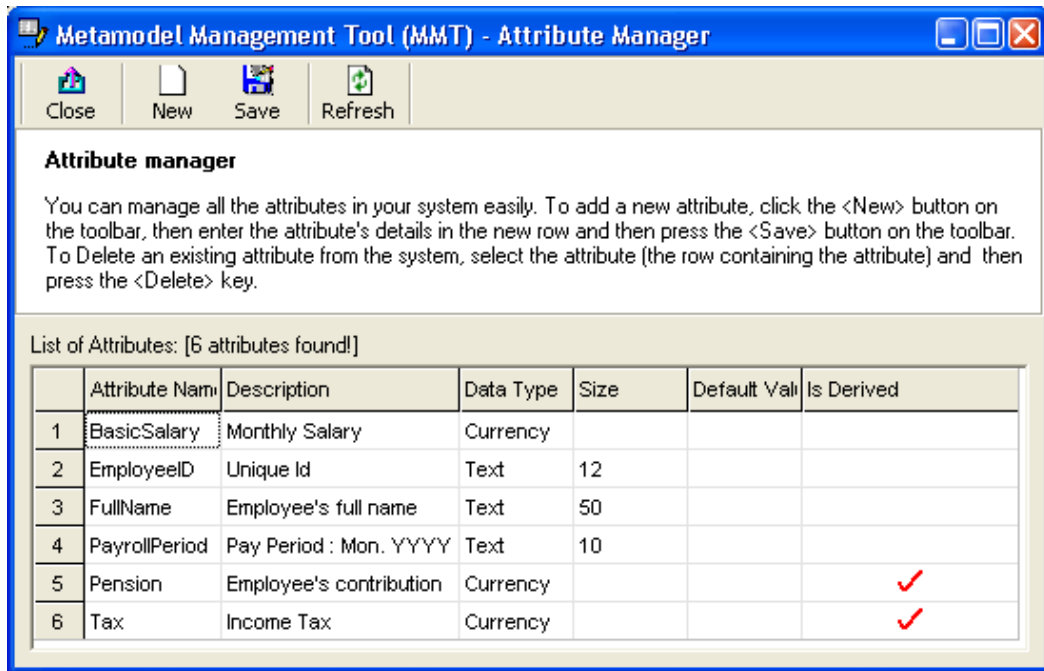 Metamodel Management Tool (MMT) - Attribute Manager
Close New Save Refresh
Attribute manager
You can manage all the attributes in your system easily. To add a new attribute, click the <New> button on
the toolbar, then enter the attribute's details in the new row and then press the <Save> button on the toolbar.
To Delete an existing attribute from the system, select the attribute (the row containing the attribute) and then
press the <Delete> key.
List of Attributes: [6 attributes found!]
Attribute Nam Description Data Type Size Default Valu Is Derived
1 BasicSalary Monthly Salary Currency
2 EmployeeID Unique Id Text 12
3 FullName Employee's full name Text 50
4 PayrollPeriod Pay Period : Mon. YYYY Text 10
5 Pension Employee's contribution Currency
6 Tax Income Tax Currency